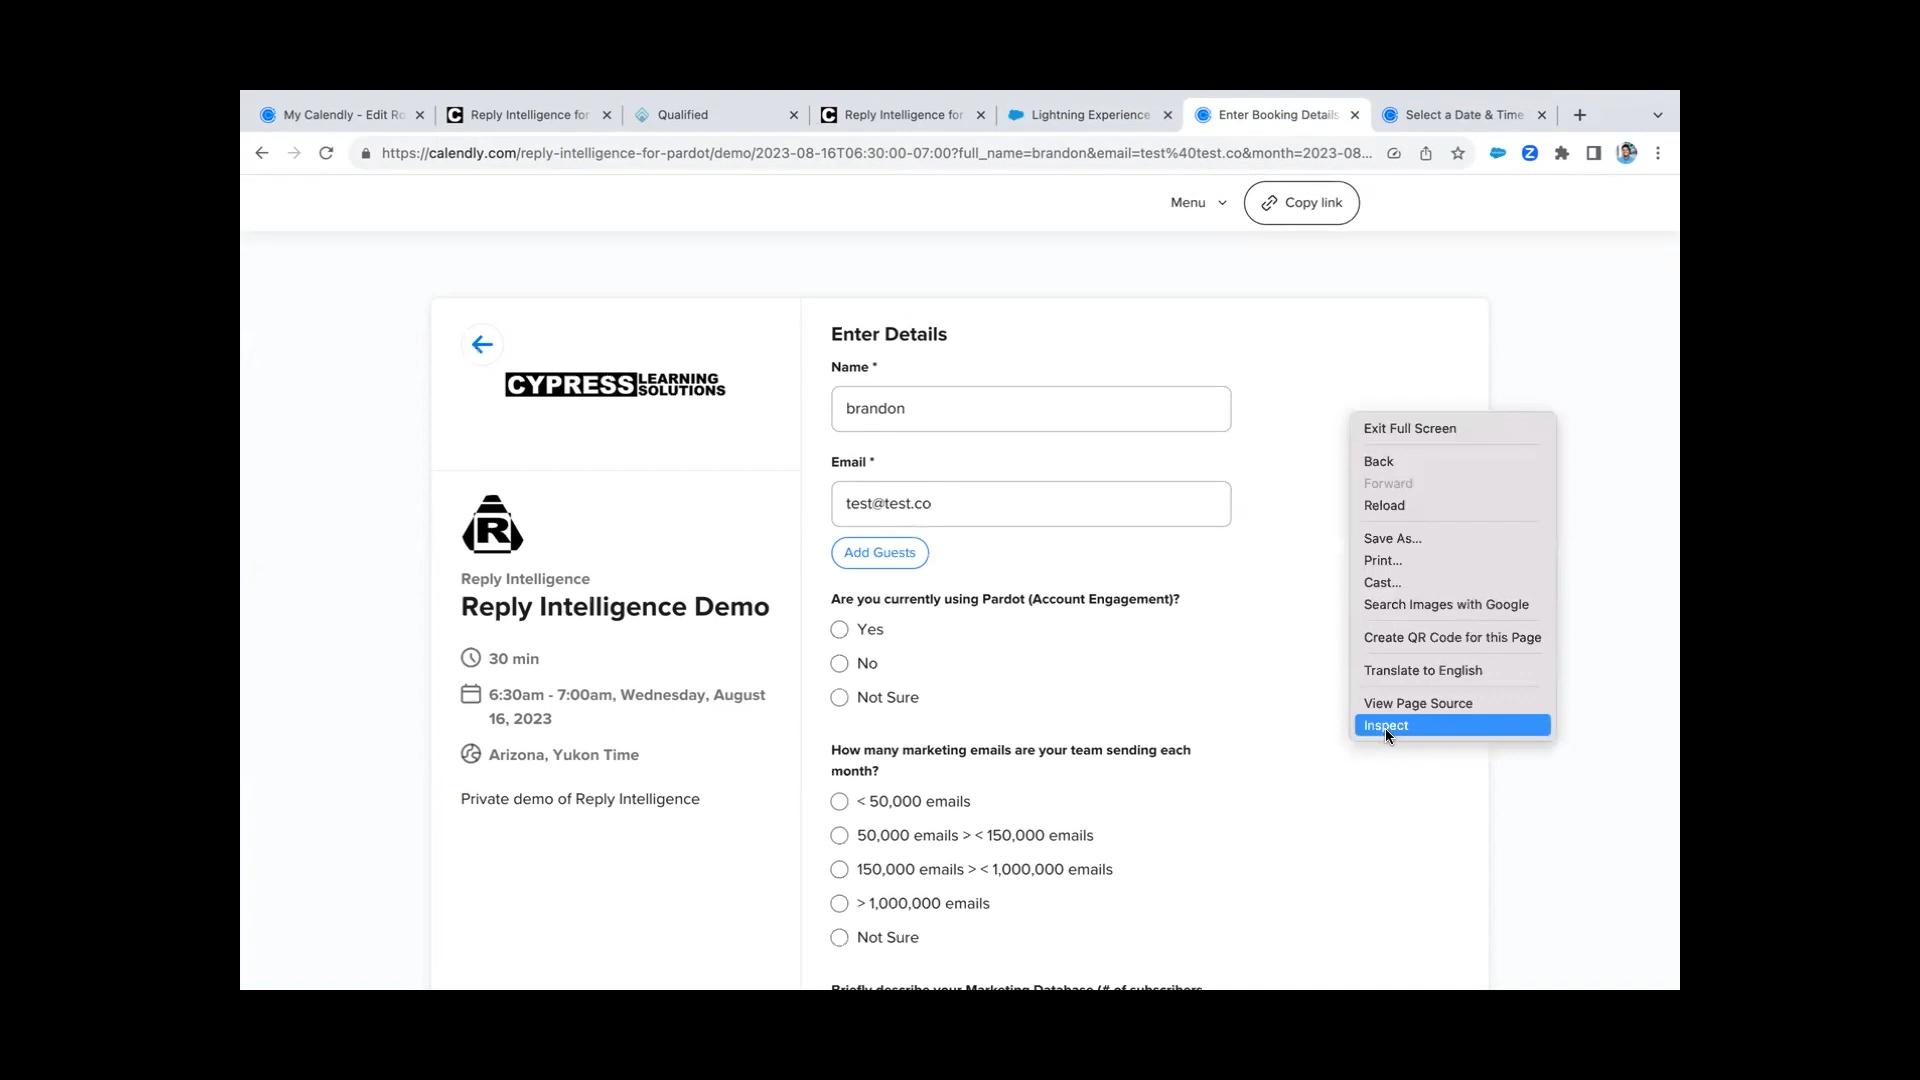 My Calendly - Edit Ro
Reply Intelligence for
Qualified
Reply Intelligence for
Lightning Experience
Enter Booking Details
Select a Date & Time
https://calendly.com/reply-intelligence-for-pardot/demo/2023-08-16T06:30:00-07:00?full_name=brandon&email=test%40test.co&month=2023-08...
Menu
Copy link
CYPRESS LEARNING SOLUTIONS
R
Reply Intelligence
Reply Intelligence Demo
30 min
6:30am - 7:00am, Wednesday, August
16, 2023
Arizona, Yukon Time
Private demo of Reply Intelligence
Enter Details
Name *
brandon
Email *
test@test.co
Add Guests
Are you currently using Pardot (Account Engagement)?
Yes
No
Not Sure
How many marketing emails are your team sending each
month?
< 50,000 emails
50,000 emails > < 150,000 emails
150,000 emails > < 1,000,000 emails
> 1,000,000 emails
Not Sure
Briefly describe your Marketing Database (# of subscribers
Exit Full Screen
Back
Forward
Reload
Save As...
Print...
Cast...
Search Images with Google
Create QR Code for this Page
Translate to English
View Page Source
Inspect